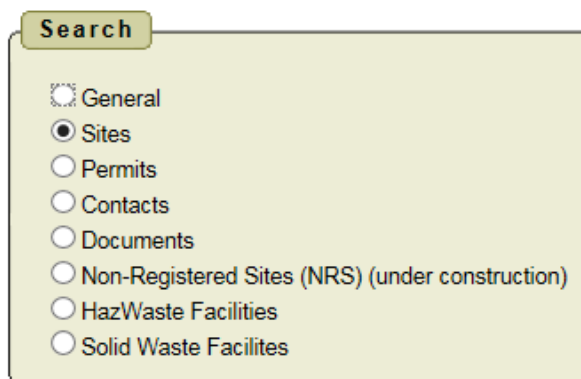 Search
General
Sites
Permits
Contacts
Documents
Non-Registered Sites (NRS) (under construction)
HazWaste Facilities
Solid Waste Facilites